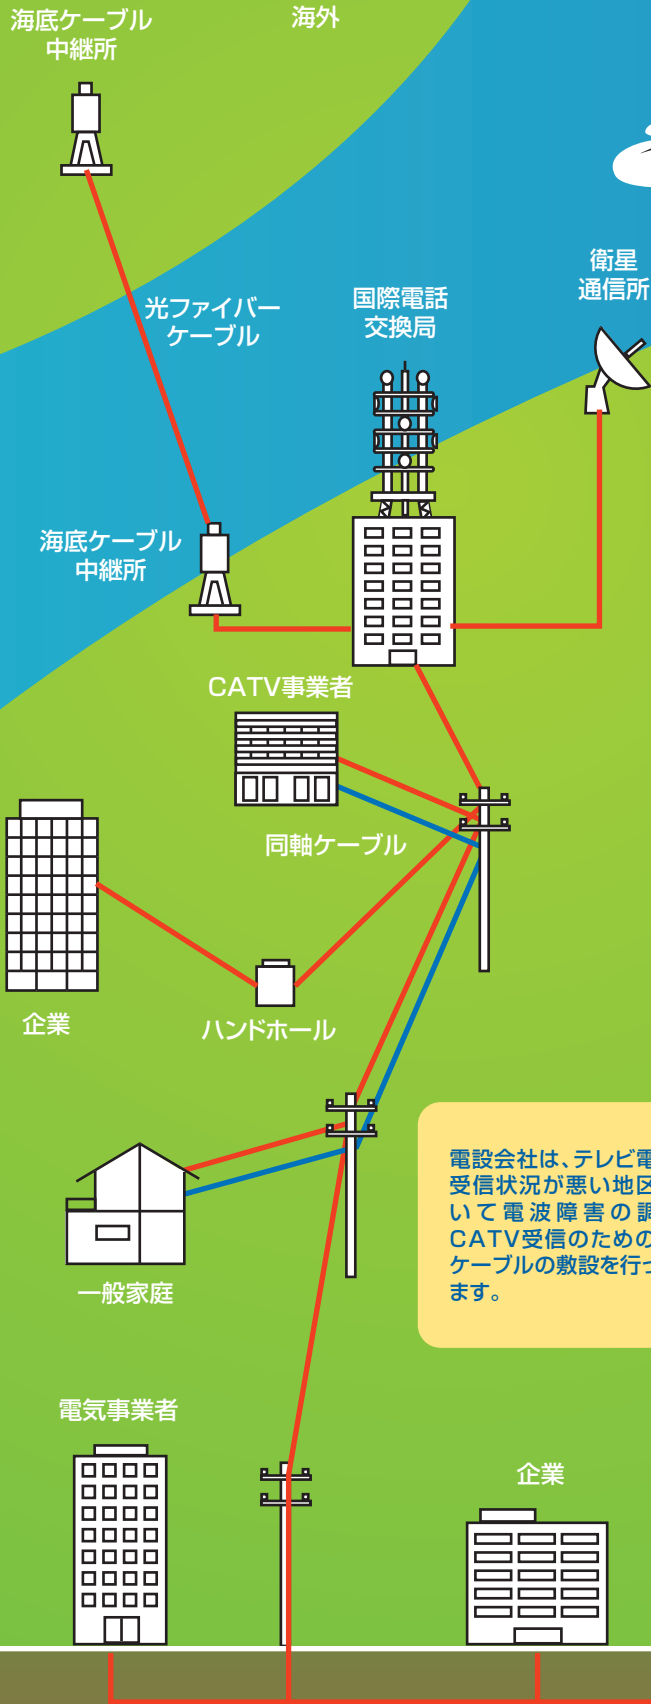 海底ケーブル
中継所
海外
衛星
通信所
光ファイバー
ケーブル
国際電話
交換局
海底ケーブル
中継所
CATV事業者
同軸ケーブル
企業
ハンドホール
電設会社は、テレビ電
受信状況が悪い地区
いて電波障害の調
CATV受信のための
ケーブルの敷設を行っ
ます。
一般家庭
電気事業者
企業